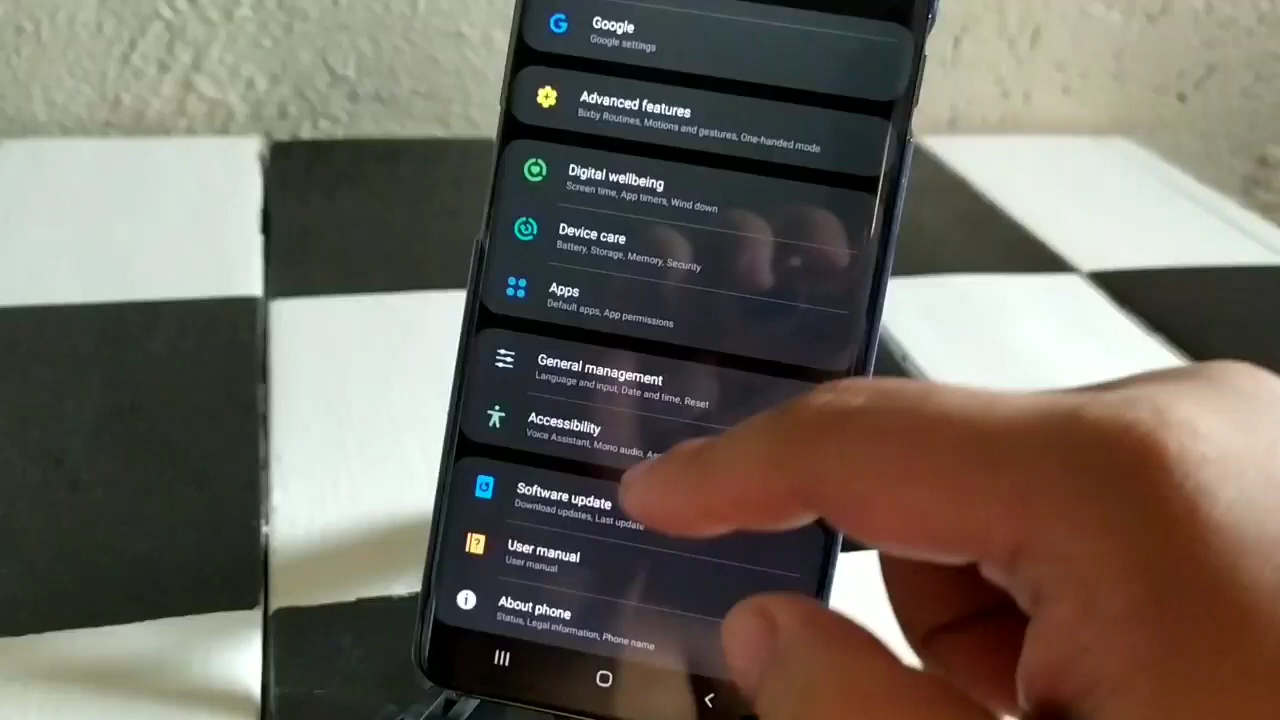 Google
Google settings
Advanced features
Bixby Routines, Motions and gestures, One-handed mode
Digital wellbeing
Screen time, App timers, Wind down
Device care
Battery, Storage, Memory, Security
Apps
Default apps, App permissions
General management
Language and input, Date and time, Reset
Accessibility
Voice Assistant, Mono audio,
Software update
Download updates, Last update
User manual
User manual
About phone
Status, Legal information, Phone name